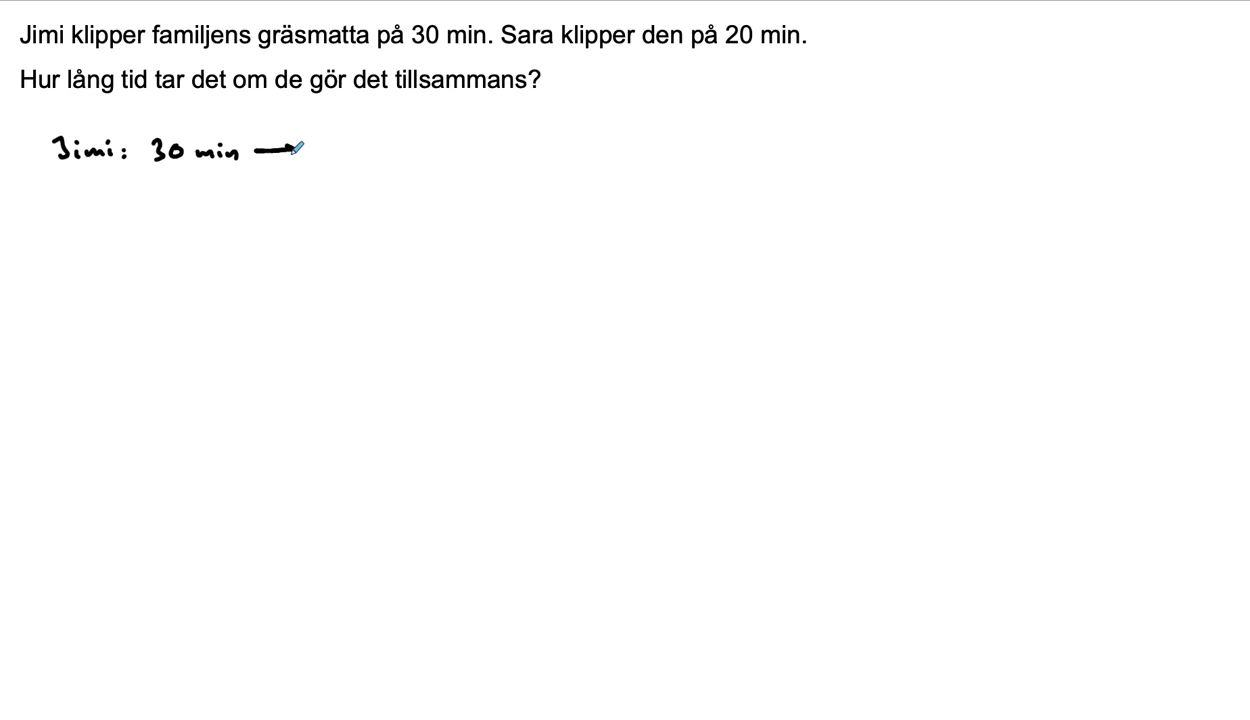 Jimi klipper familjens gräsmatta på 30 min. Sara klipper den på 20 min.
Hur lång tid tar det om de gör det tillsammans?
Jimi: 30 min →